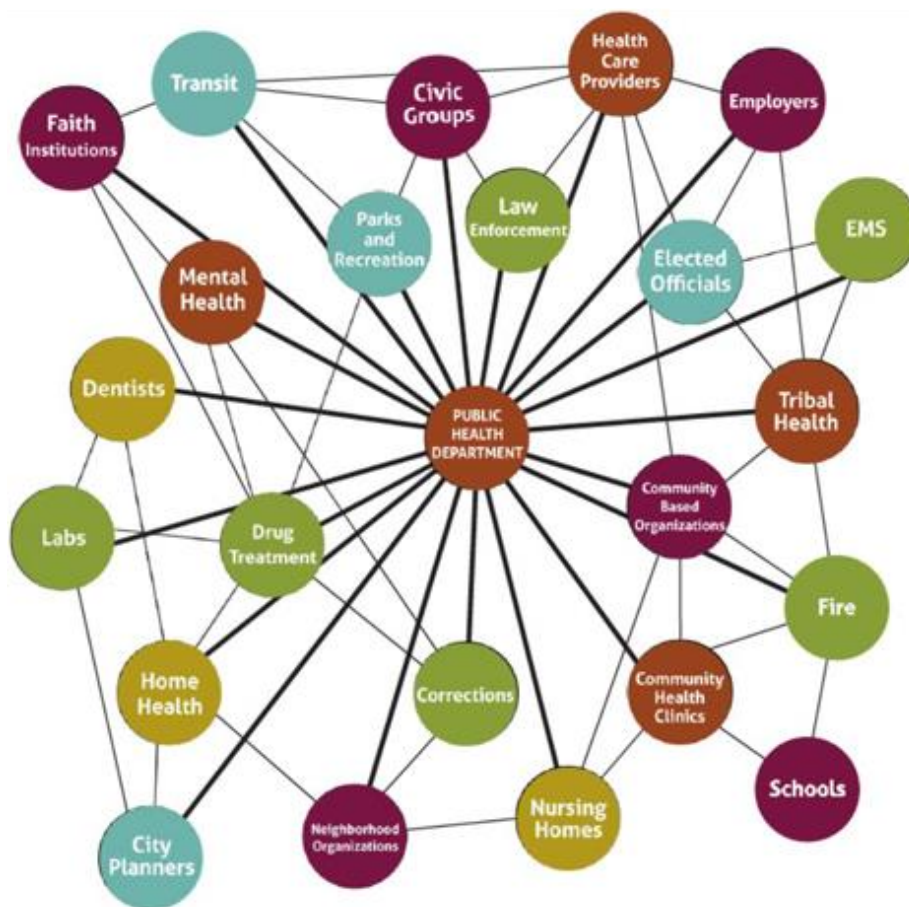 Health
Care
Providers
Transit
Civic
Groups
Employers
Faith
Institutions
Law
Enforcement
Parks
and
Recreation
EMS
Elected
Officials
Mental
Health
Dentists
Tribal
Health
PUBLIC
HEALTH
DEPARTMENT
Community
Based
Organizations
Labs
Drug
Treatment
Fire
Home
Health
Corrections
Community
Health
Clinics
Schools
Nursing
Homes
Neighborhood
Organizations
City
Planners